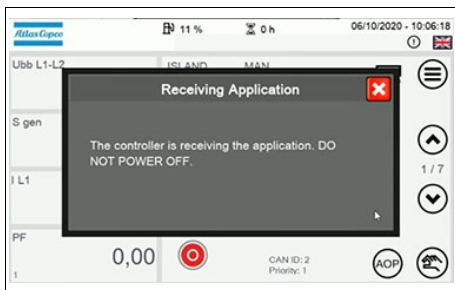 Atlas Copco
11 %
0 h
06/10/2020 - 10:06:18
Ubb L1-L2
ISLAND
MAN
Receiving Application
S gen
The controller is receiving the application. DO
NOT POWER OFF.
1 / 7
I L1
PF
0,00
CAN ID: 2
Priority: 1
AOP
1